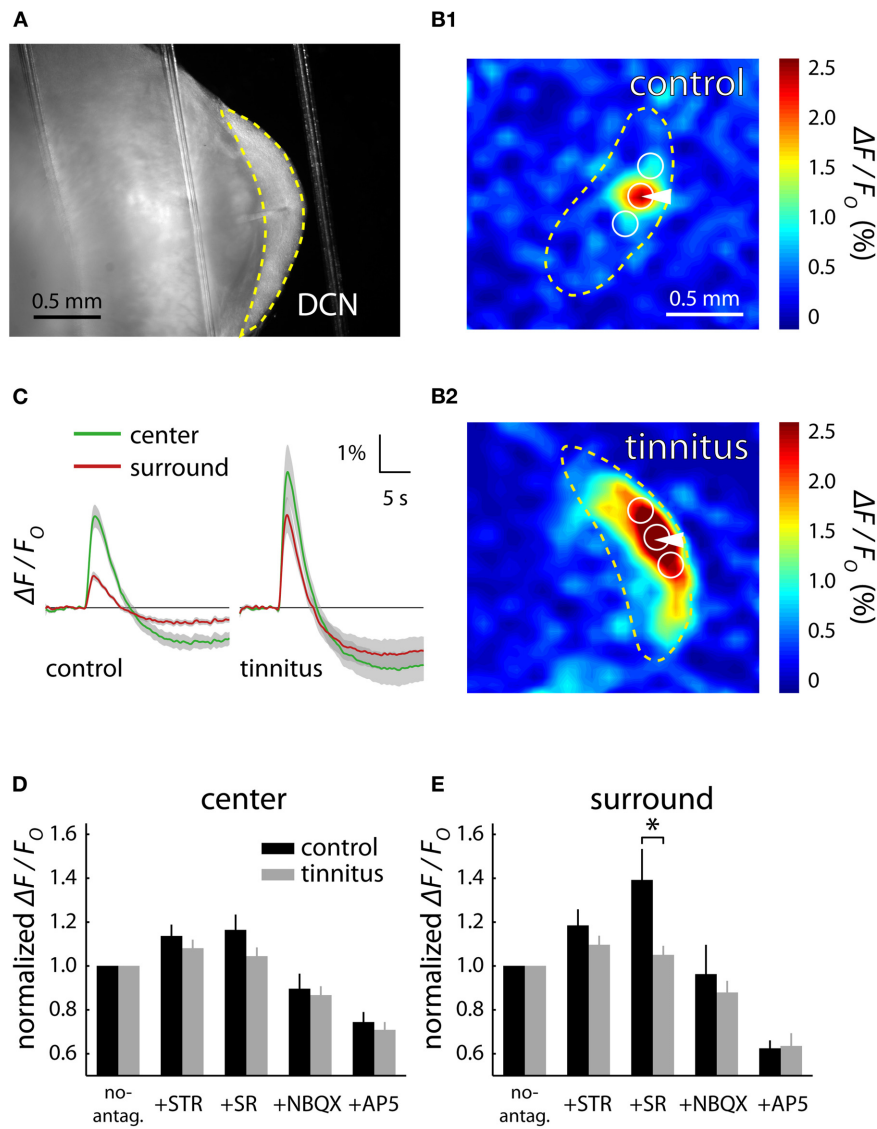 A
0.5 mm
DCN
B1
control
0.5 mm
2.5
2.0
1.5
1.0
0.5
0
ΔF / FO (%)
C
center
surround
1%
5 s
ΔF / FO
control
tinnitus
B2
tinnitus
2.5
2.0
1.5
1.0
0.5
0
ΔF / FO (%)
D
center
control
tinnitus
normalized ΔF / FO
1.6
1.4
1.2
1.0
0.8
0.6
no-
antag.
+STR
+SR
+NBQX
+AP5
E
surround
*
normalized ΔF / FO
1.6
1.4
1.2
1.0
0.8
0.6
no-
antag.
+STR
+SR
+NBQX
+AP5